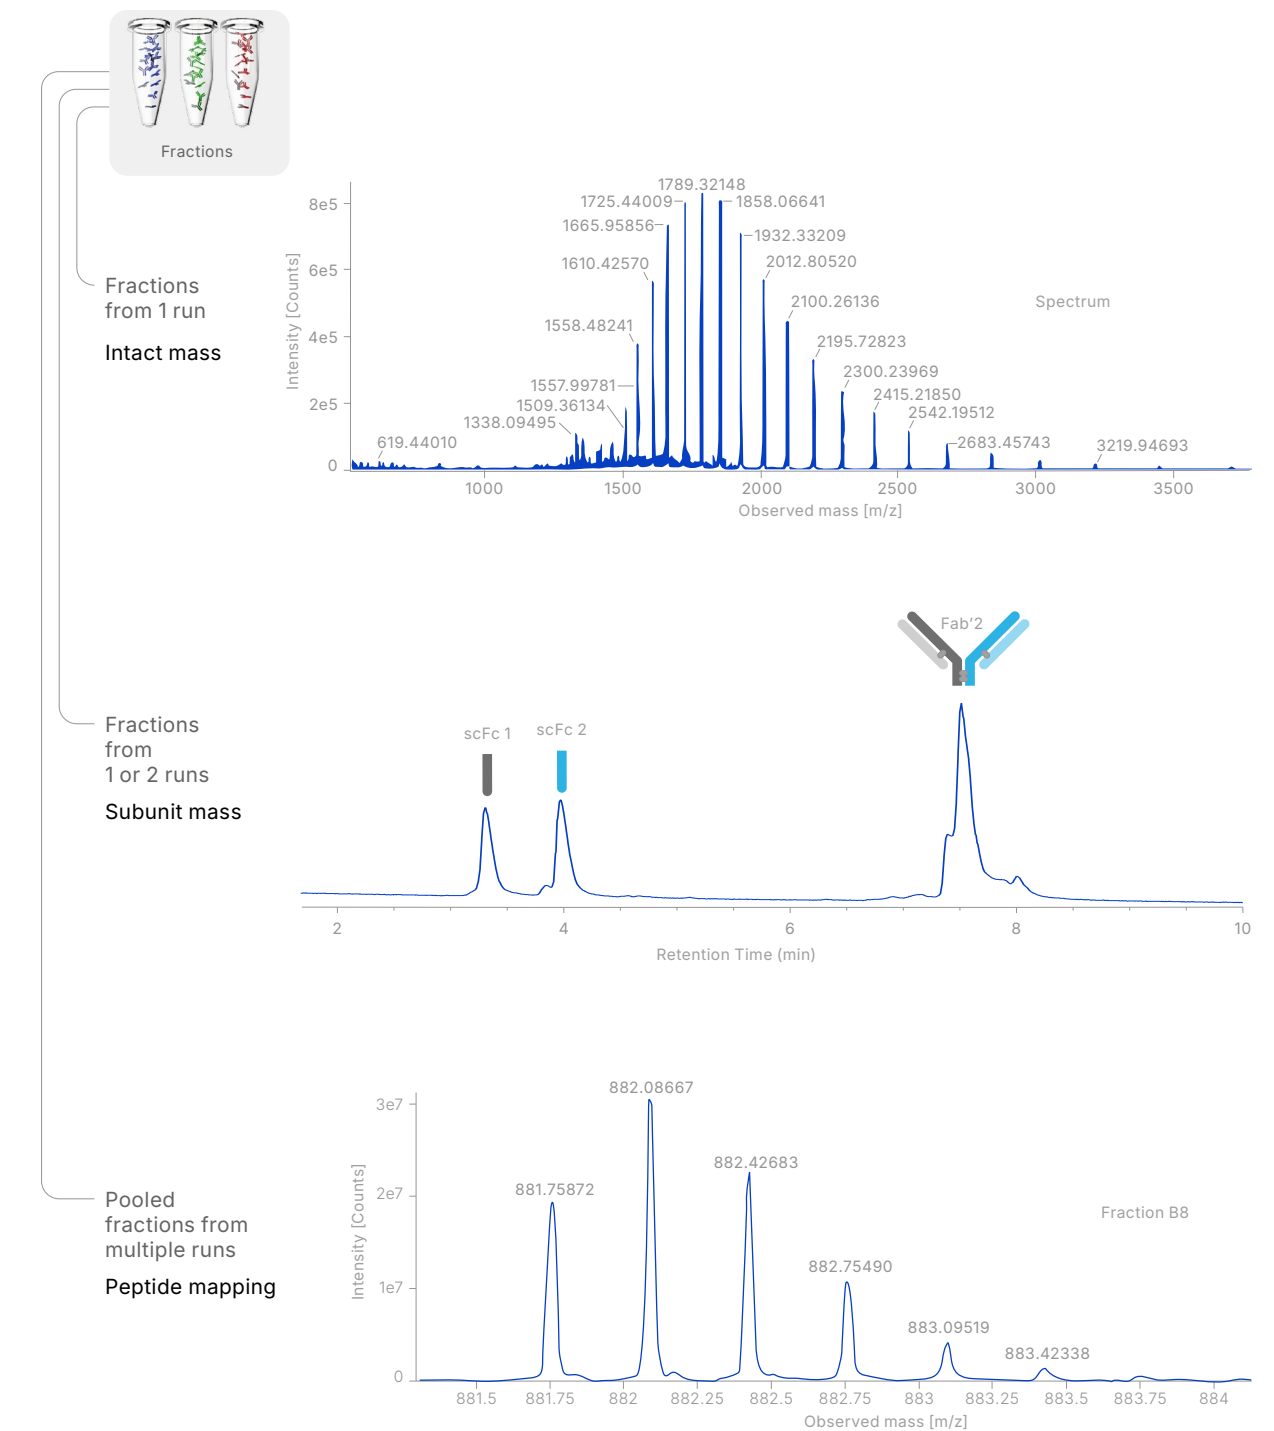 Fractions
Fractions
from 1 run
Intact mass
Intensity [Counts]
8e5
6e5
4e5
2e5
0
619.44010
1338.09495
1509.36134
1557.99781
1558.48241
1610.42570
1665.95856
1725.44009
1789.32148
1858.06641
1932.33209
2012.80520
2100.26136
2195.72823
2300.23969
2415.21850
2542.19512
2683.45743
3219.94693
Spectrum
1000 1500 2000 2500 3000 3500
Observed mass [m/z]
Fractions
from
1 or 2 runs
Subunit mass
scFc 1
scFc 2
Fab’2
2 4 6 8 10
Retention Time (min)
Pooled
fractions from
multiple runs
Peptide mapping
Intensity [Counts]
3e7
2e7
1e7
0
881.75872
882.08667
882.42683
882.75490
883.09519
883.42338
Fraction B8
881.5 881.75 882 882.25 882.5 882.75 883 883.25 883.5 883.75 884
Observed mass [m/z]